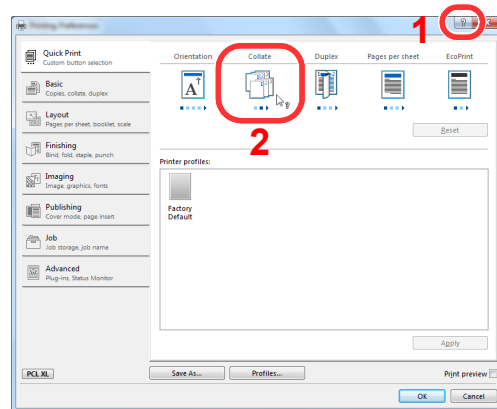 Printing Preferences
1
?
Quick Print
Custom button selection
Orientation Collate Duplex Pages per sheet EcoPrint
Basic
Copies, collate, duplex
A
?
Layout
Pages per sheet, booklet, scale
2
Reset
Finishing
Bind, fold, staple, punch
Printer profiles:
Imaging
Image, graphics, fonts
Factory
Default
Publishing
Cover mode, page insert
Job
Job storage, job name
Advanced
Plug-ins, Status Monitor
Apply
PCL XL
Save As...
Profiles...
Print preview
OK
Cancel